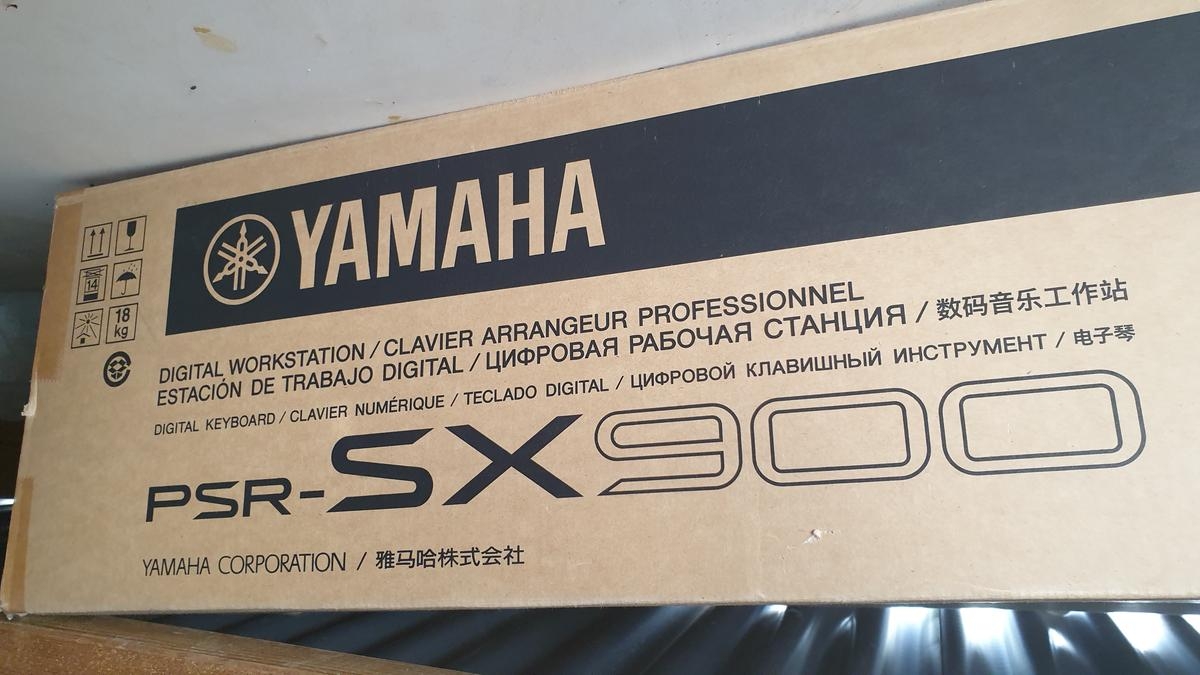 YAMAHA
14
18
kg
DIGITAL WORKSTATION / CLAVIER ARRANGEUR PROFESSIONNEL
ESTACIÓN DE TRABAJO DIGITAL / ЦИФРОВАЯ РАБОЧАЯ СТАНЦИЯ / 数码音乐工作站
DIGITAL KEYBOARD / CLAVIER NUMÉRIQUE / TECLADO DIGITAL / ЦИФРОВОЙ КЛАВИШНЫЙ ИНСТРУМЕНТ / 电子琴
PSR-SX900
YAMAHA CORPORATION / 雅马哈株式会社